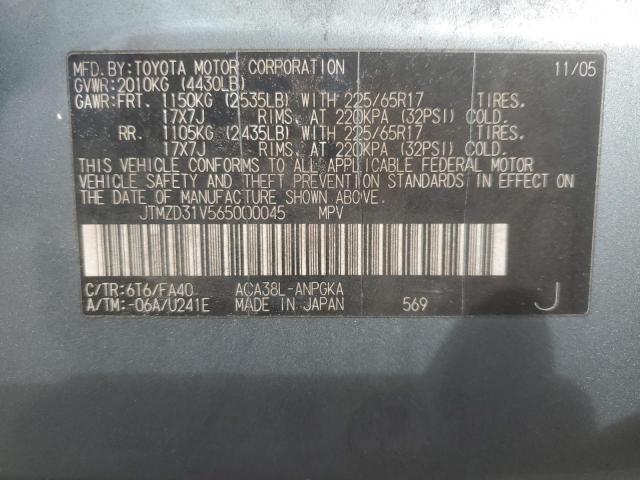 MFD. BY: TOYOTA MOTOR CORPORATION 11/05
GVWR: 2010KG (4430LB)
GAWR: FRT. 1150KG (2535LB) WITH 225/65R17 TIRES.
17X7J RIMS, AT 220KPA (32PSI) COLD.
RR. 1105KG (2435LB) WITH 225/65R17 TIRES.
17X7J RIMS, AT 220KPA (32PSI) COLD.
THIS VEHICLE CONFORMS TO ALL APPLICABLE FEDERAL MOTOR
VEHICLE SAFETY AND THEFT PREVENTION STANDARDS IN EFFECT ON
THE DATE OF MANUFACTURE SHOWN ABOVE.
JTMZD31V565000045 MPV
C/TR: 6T6/FA40 ACA38L-ANPGKA
A/TM: -06A/U241E MADE IN JAPAN 569 J